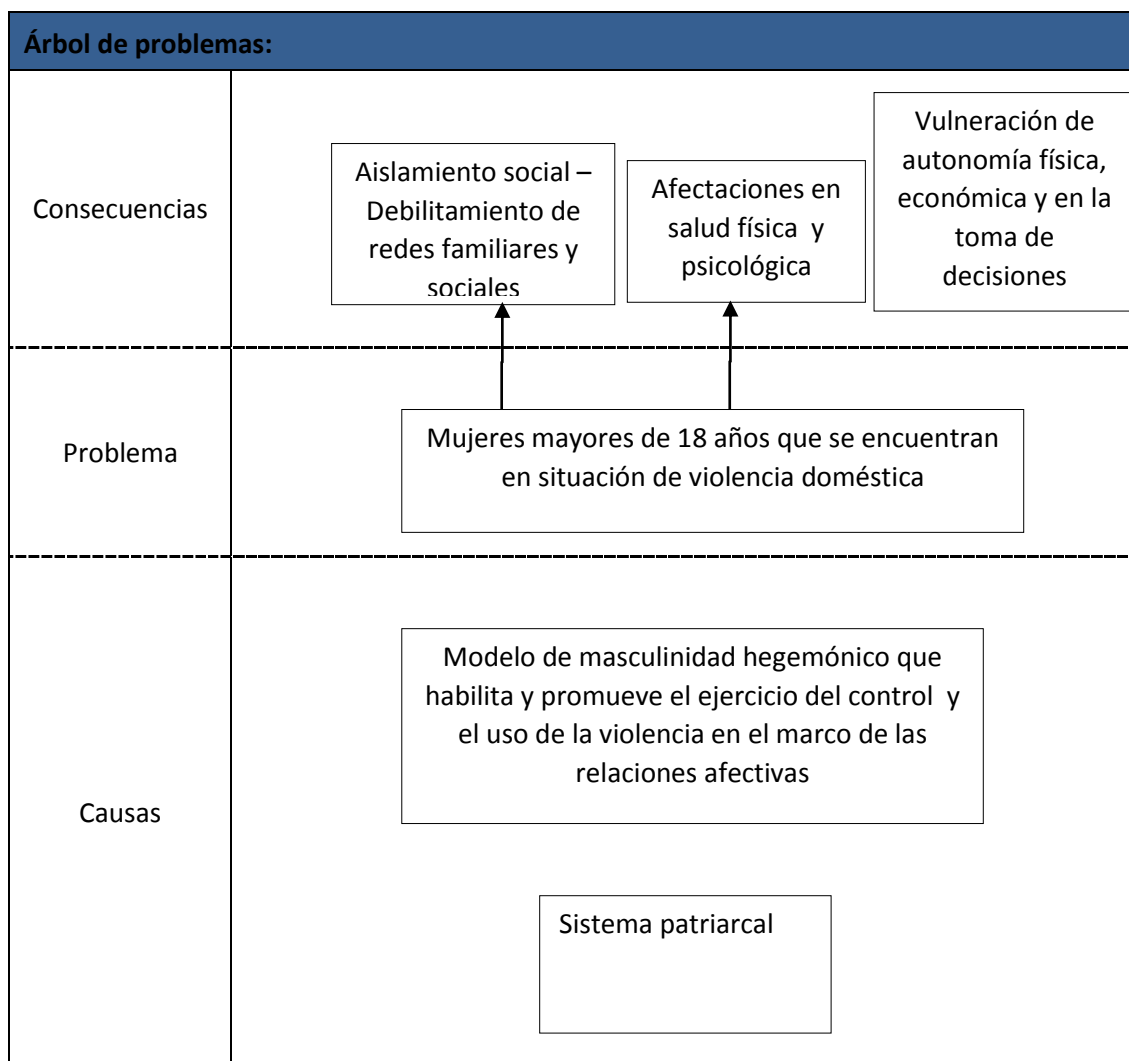 Árbol de problemas:
Consecuencias
Aislamiento social –
Debilitamiento de
redes familiares y
sociales
Afectaciones en
salud física y
psicológica
Vulneración de
autonomía física,
económica y en la
toma de
decisiones
Problema
Mujeres mayores de 18 años que se encuentran
en situación de violencia doméstica
Causas
Modelo de masculinidad hegemónico que
habilita y promueve el ejercicio del control y
el uso de la violencia en el marco de las
relaciones afectivas
Sistema patriarcal